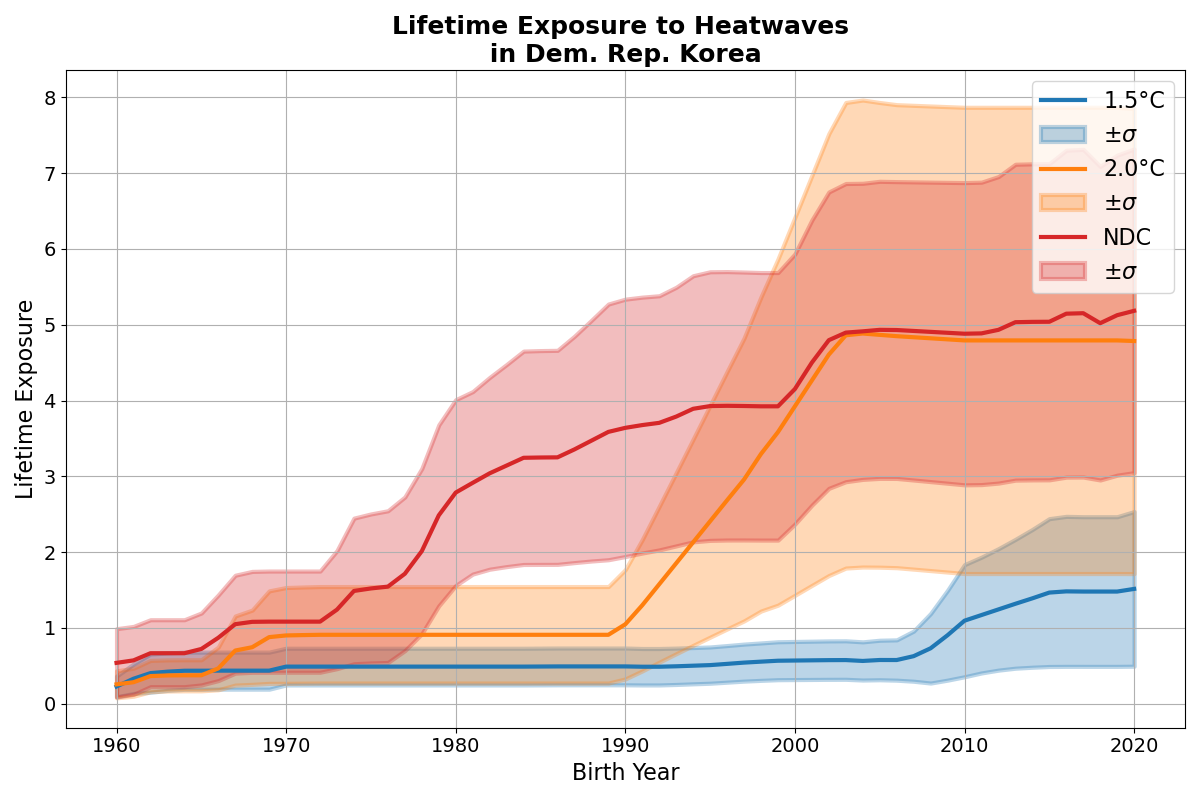 Lifetime Exposure to Heatwaves
in Dem. Rep. Korea
Lifetime Exposure
8
7
6
5
4
3
2
1
0
1960
1970
1980
1990
2000
2010
2020
Birth Year
1.5°C
±σ
2.0°C
±σ
NDC
±σ